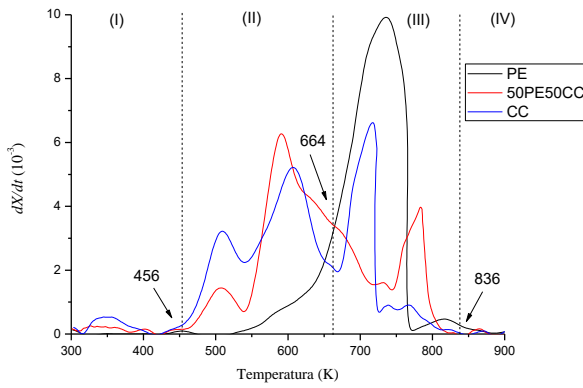 (I)
(II)
(III)
(IV)
10
8
6
4
2
0
dX/dt (10⁻³)
PE
50PE50CC
CC
664
456
836
300
400
500
600
700
800
900
Temperatura (K)